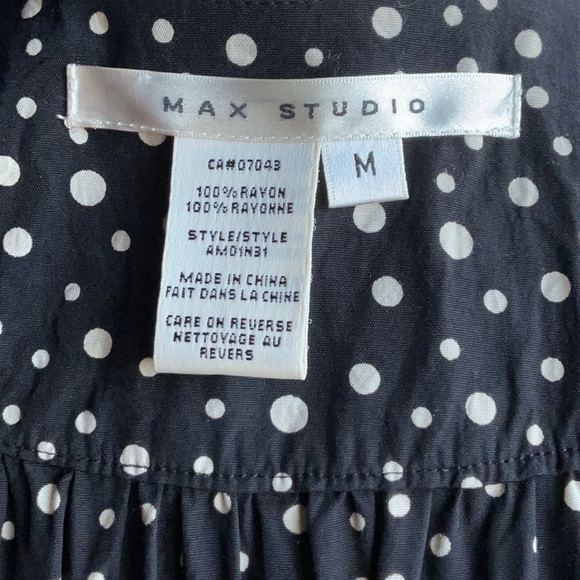 MAX STUDIO
M
CA#07043
100% RAYON
100% RAYONNE
STYLE/STYLE
AM01N31
MADE IN CHINA
FAIT DANS LA CHINE
CARE ON REVERSE
NETTOYAGE AU
REVERS